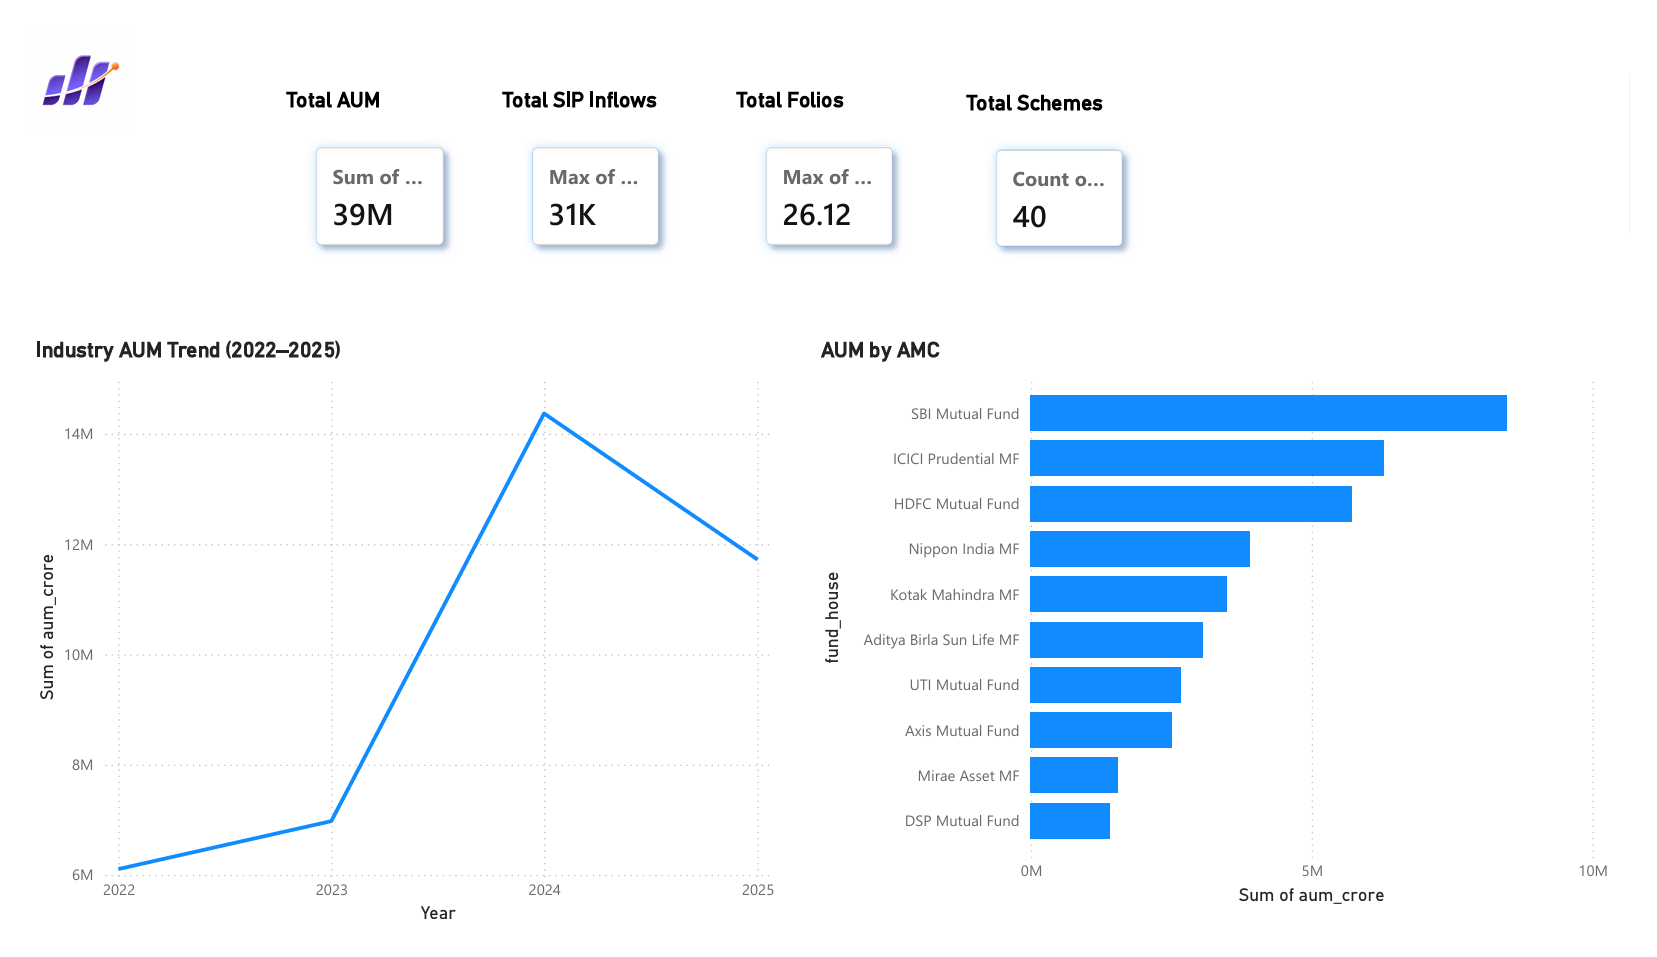 Total AUM
Total SIP Inflows
Total Folios
Total Schemes
Sum of ...
39M
Max of ...
31K
Max of ...
26.12
Count o...
40
Industry AUM Trend (2022–2025)
Sum of aum_crore
14M
12M
10M
8M
6M
2022
2023
2024
2025
Year
AUM by AMC
fund_house
SBI Mutual Fund
ICICI Prudential MF
HDFC Mutual Fund
Nippon India MF
Kotak Mahindra MF
Aditya Birla Sun Life MF
UTI Mutual Fund
Axis Mutual Fund
Mirae Asset MF
DSP Mutual Fund
0M
5M
10M
Sum of aum_crore